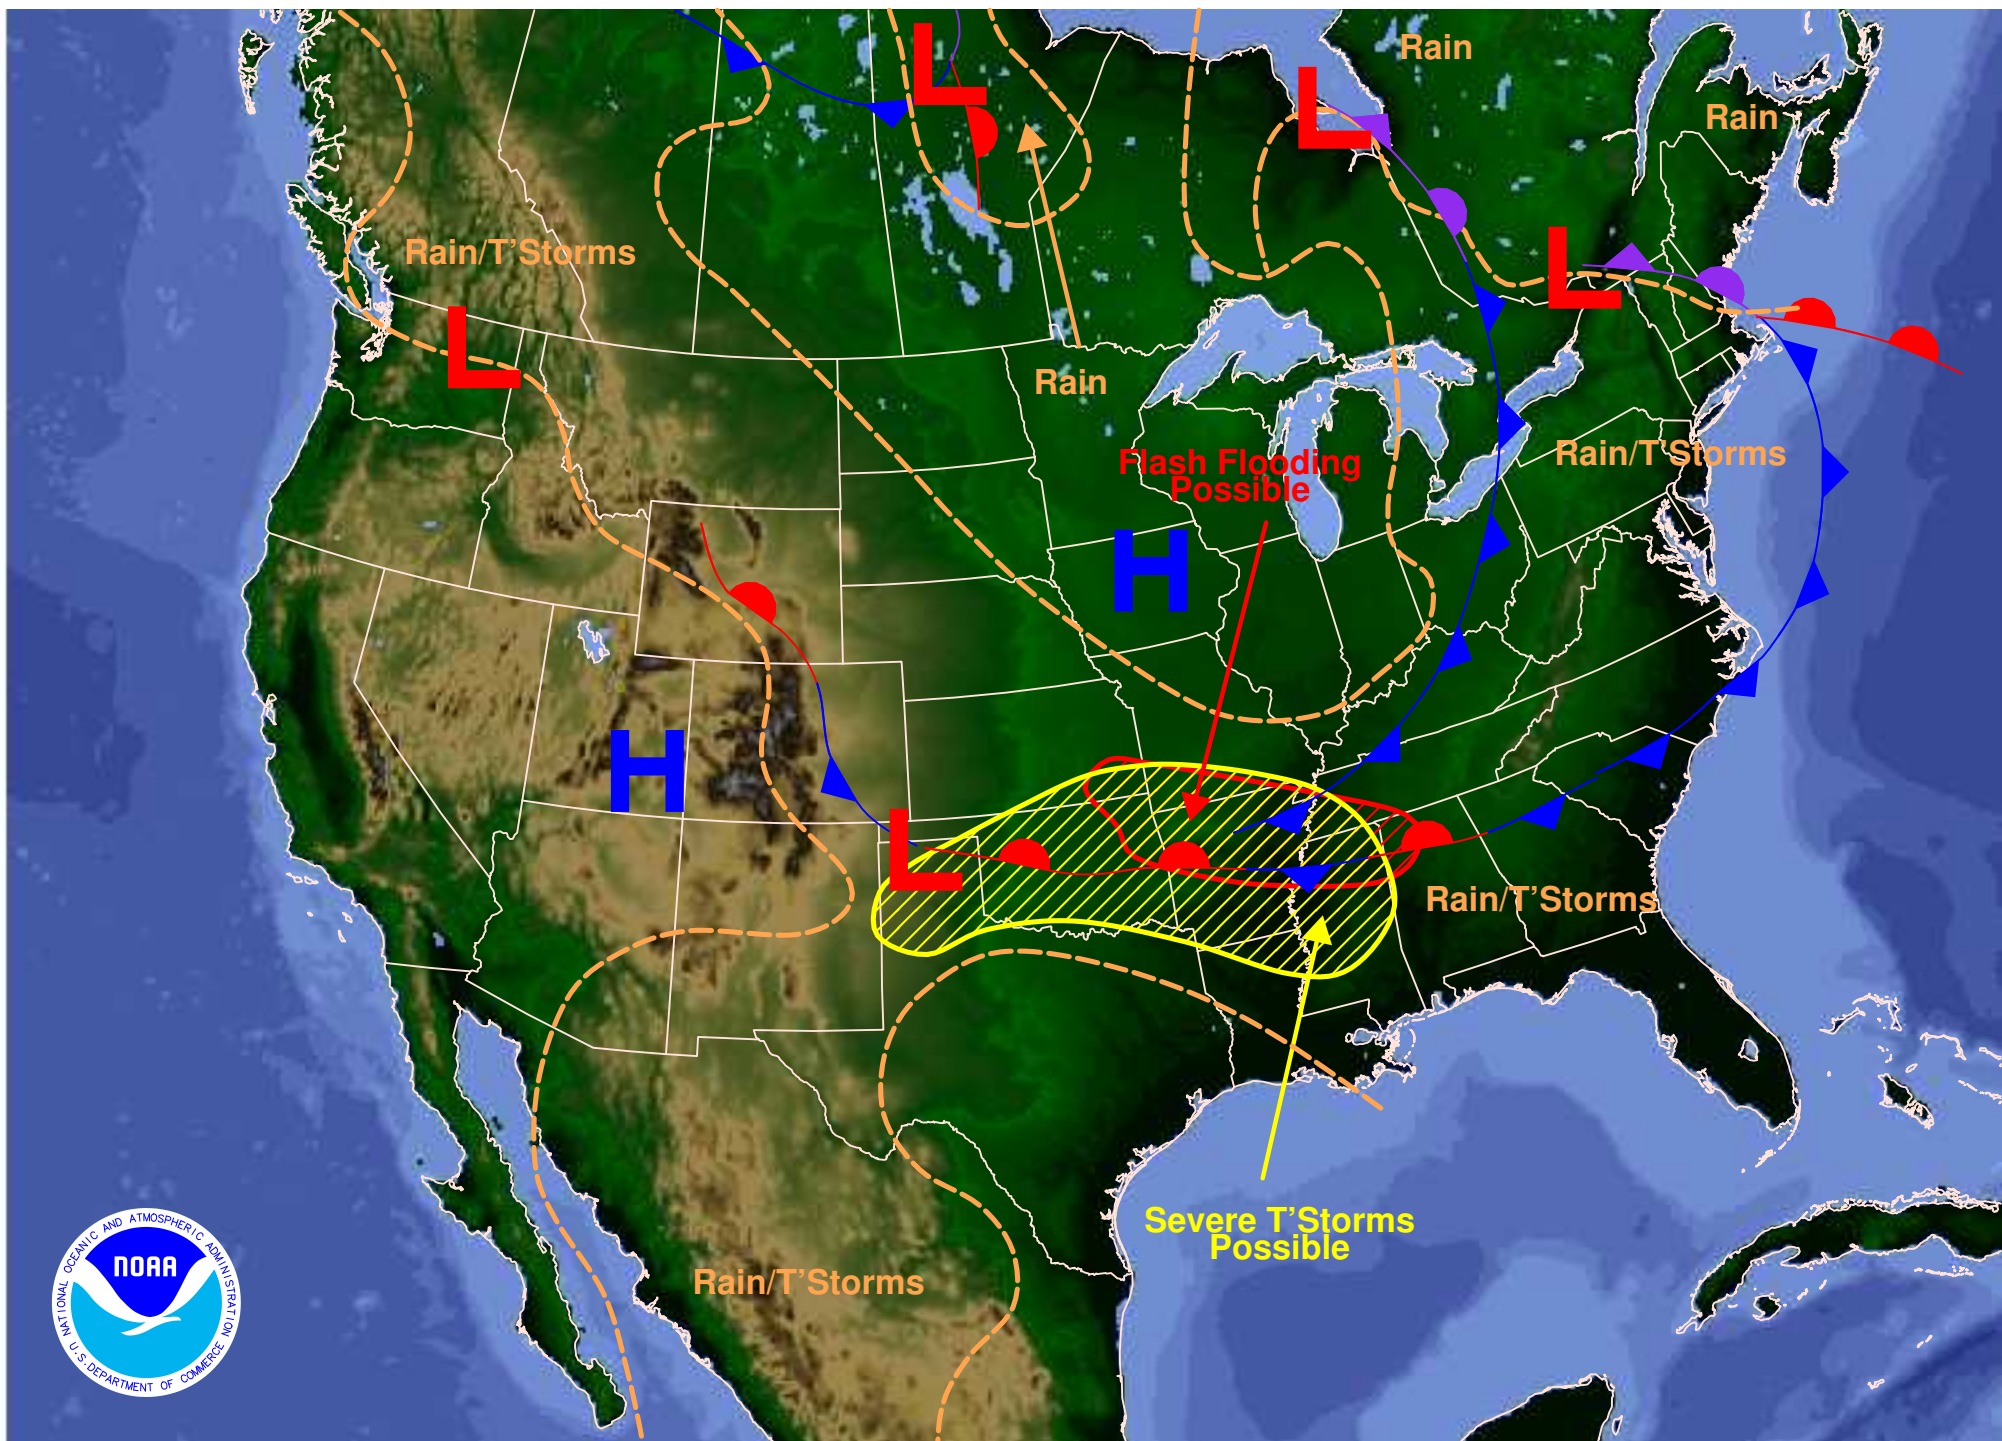 L
Rain
L
Rain
Rain/T'Storms
L
L
Rain
Rain/T'Storms
Flash Flooding
Possible
H
H
L
Rain/T'Storms
Severe T'Storms
Possible
Rain/T'Storms
NATIONAL OCEANIC AND ATMOSPHERIC ADMINISTRATION
NOAA
U.S. DEPARTMENT OF COMMERCE